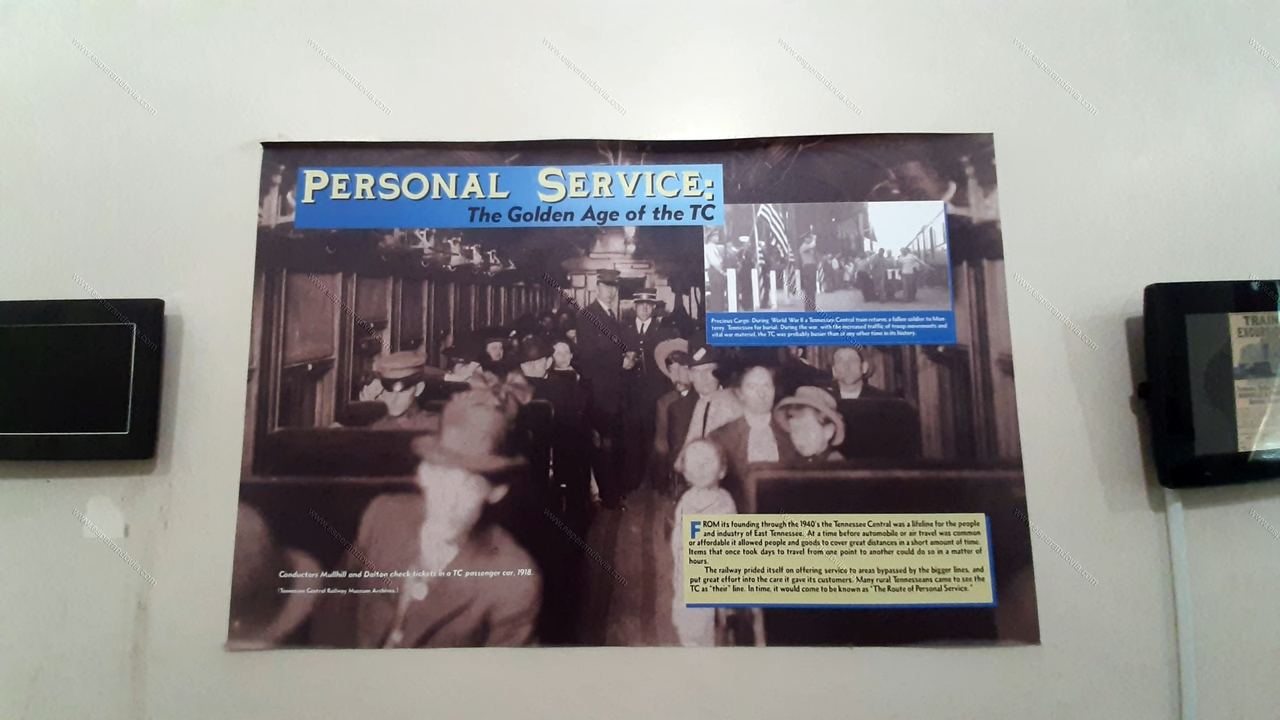 PERSONAL SERVICE:
The Golden Age of the TC
Precious Cargo: During World War II a Tennessee Central train returns a fallen soldier to Mon-
terey, Tennessee for burial. During the war, with the increased traffic of troop movements and
vital war materiel, the TC was probably busier than at any other time in its history.
FROM its founding through the 1940's the Tennessee Central was a lifeline for the people
and industry of East Tennessee. At a time before automobile or air travel was common
or affordable it allowed people and goods to cover great distances in a short amount of time.
Items that once took days to travel from one point to another could do so in a matter of
hours.
The railway prided itself on offering service to areas bypassed by the bigger lines, and
put great effort into the care it gave its customers. Many rural Tennesseans came to see the
TC as "their" line. In time, it would come to be known as "The Route of Personal Service."
Conductors Mullhill and Dalton check tickets in a TC passenger car, 1918.
(Tennessee Central Railway Museum Archives.)
TRAIN
www.esperandovia.com